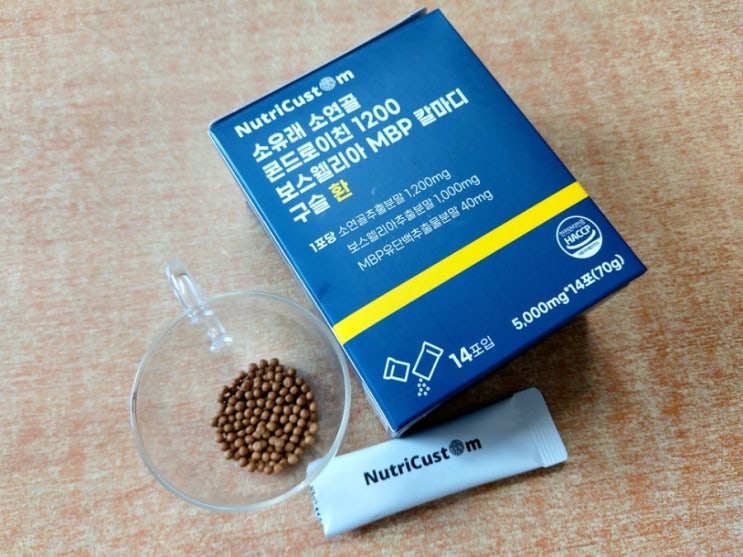 NutriCustom
소유래 소연골
콘드로이친 1200
보스웰리아 MBP 칼마디
구슬 환
1포당 소연골추출분말 1,200mg
보스웰리아추출분말 1,000mg
MBP유단백추출물분말 40mg
HACCP
5,000mg*14포(70g)
14포입
NutriCustom